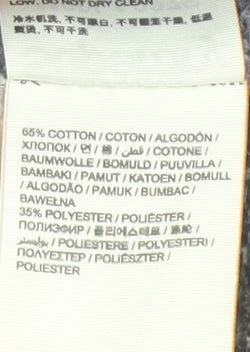 LOW. DO NOT DRY CLEAN
冷水机洗, 不可漂白, 不可翻笼干燥, 低温
熨烫, 不可干洗
65% COTTON / COTON / ALGODÓN /
ХЛОПОК / 면 / 棉 / قطن / COTONE /
BAUMWOLLE / BOMULD / PUUVILLA /
BAMBAKI / PAMUT / KATOEN / BOMULL
/ ALGODÃO / PAMUK / BUMBAC /
BAWEŁNA
35% POLYESTER / POLIÉSTER /
ПОЛИЭФИР / 폴리에스테르 / 涤纶 /
بوليستر / POLIESTERE / POLYESTERI /
ΠΟΛΥΕΣΤΕΡ / POLIÉSZTER /
POLIESTER